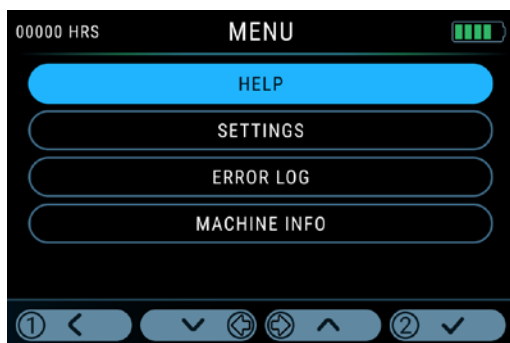 00000 HRS MENU
HELP
SETTINGS
ERROR LOG
MACHINE INFO
1 2